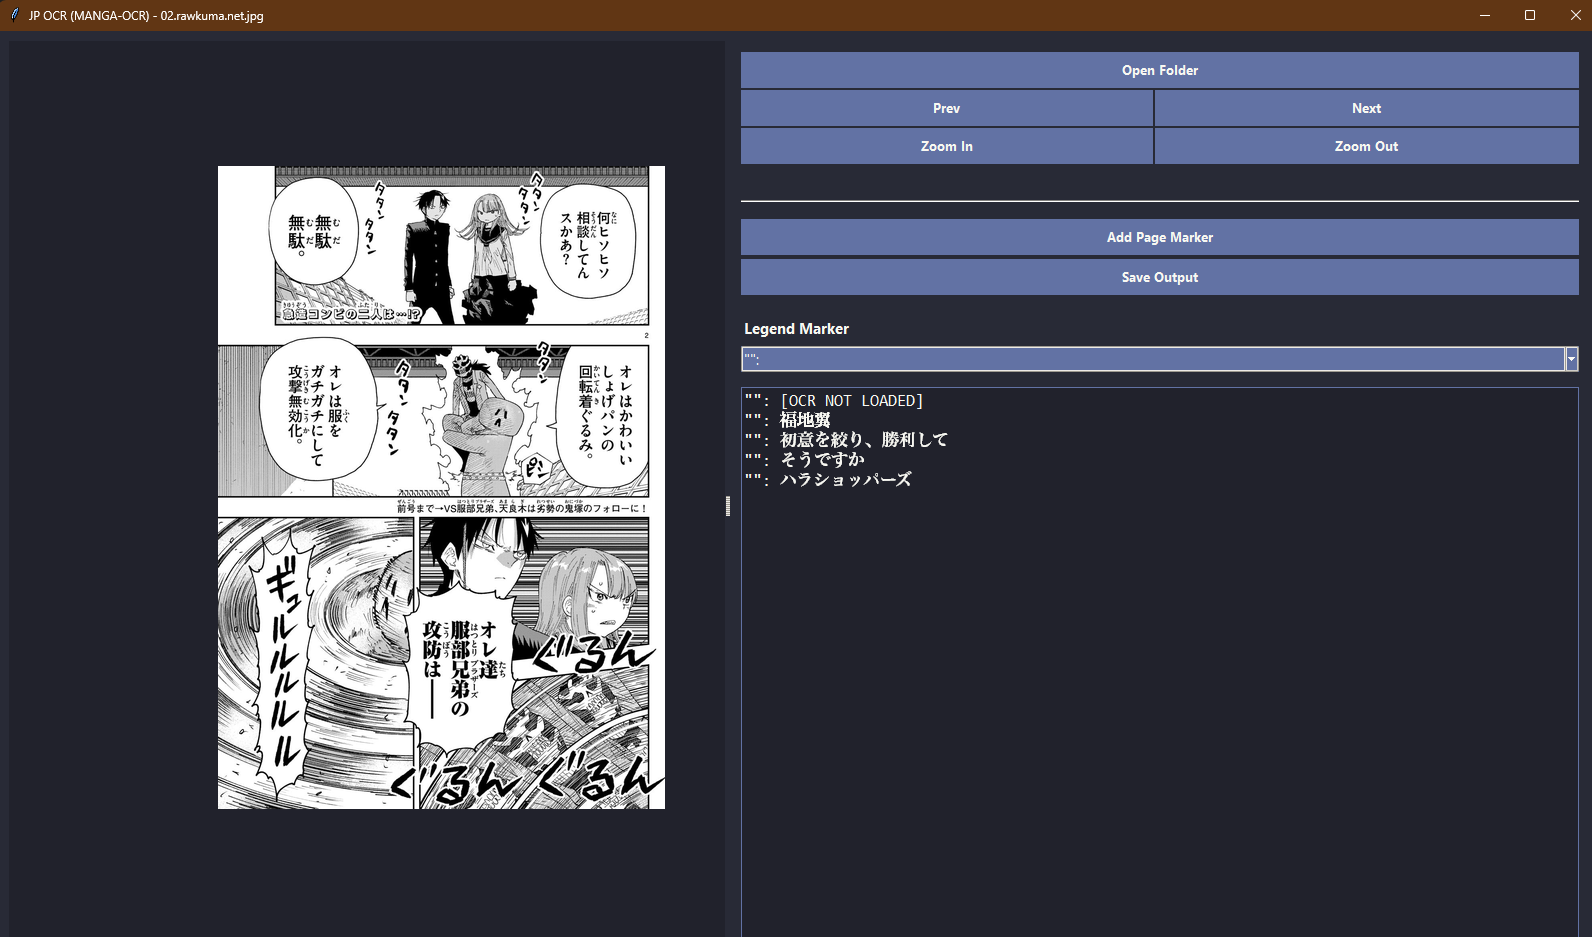 JP OCR (MANGA-OCR) - 02.rawkuma.net.jpg
Open Folder
Prev
Next
Zoom In
Zoom Out
Add Page Marker
Save Output
Legend Marker
"":
"": [OCR NOT LOADED]
"": 福地翼
"": 初意を絞り、勝利して
"": そうですか
"": ハラショッパーズ
何ヒソヒソ
相談してん
スかあ？
タタン
タタン
タタン
タタン
無駄
無駄。
急造コンビの二人は…!?
2
オレはかわいい
しょげパンの
回転着ぐるみ。
タタン
タタン
タタン
ピン
オレは服を
ガチガチにして
攻撃無効化。
前号まで→VS服部兄弟、天良木は劣勢の鬼塚のフォローに！
オレ達
服部兄弟の
攻防は──
ぐるん
ぐるん
ぐるん
ギュルルルルル